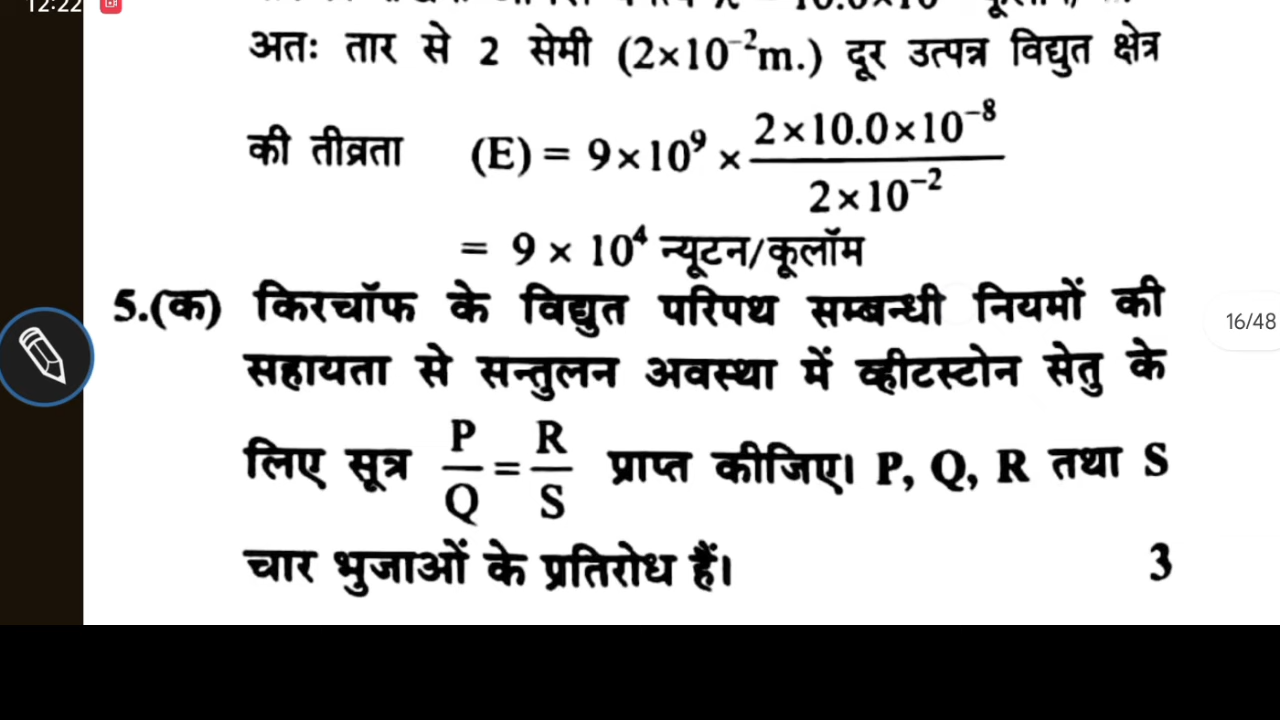 12:22
अतः तार से 2 सेमी (2×10⁻²m.) दूर उत्पन्न विद्युत क्षेत्र
की तीव्रता (E) = 9×10⁹ × 2×10.0×10⁻⁸ / 2×10⁻²
= 9 × 10⁴ न्यूटन/कूलॉम
5.(क) किरचॉफ के विद्युत परिपथ सम्बन्धी नियमों की
16/48
सहायता से सन्तुलन अवस्था में व्हीटस्टोन सेतु के
लिए सूत्र P/Q = R/S प्राप्त कीजिए। P, Q, R तथा S
चार भुजाओं के प्रतिरोध हैं। 3